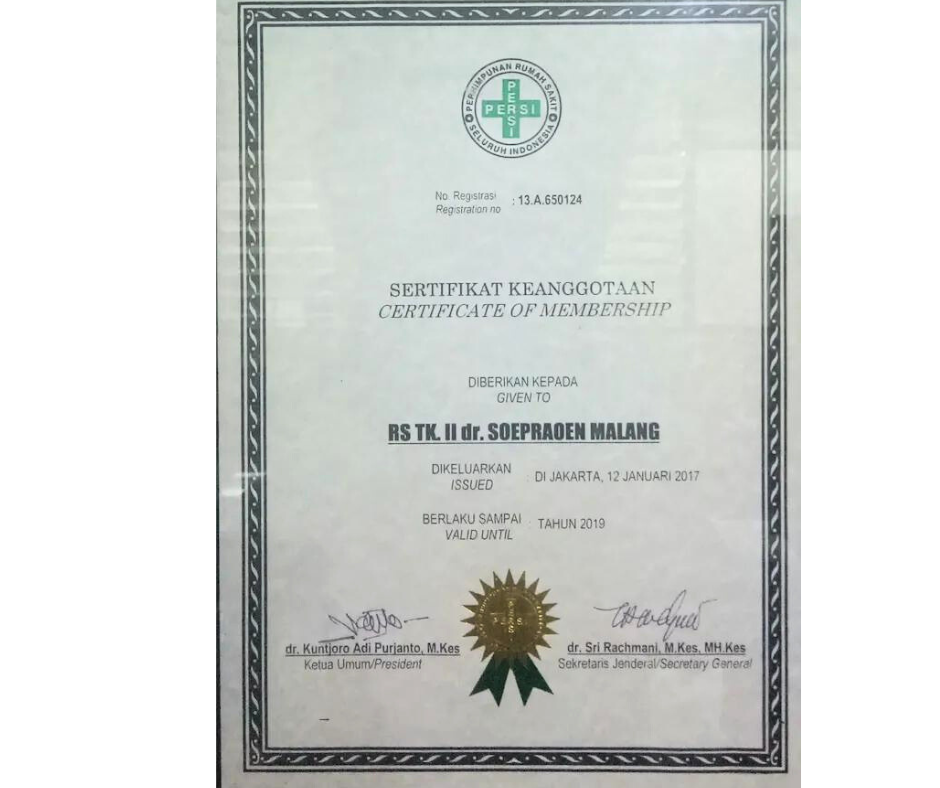 PERHIMPUNAN RUMAH SAKIT
PERSI
PERSI
SELURUH INDONESIA
No. Registrasi : 13.A.650124
Registration no
SERTIFIKAT KEANGGOTAAN
CERTIFICATE OF MEMBERSHIP
DIBERIKAN KEPADA
GIVEN TO
RS TK. II dr. SOEPRAOEN MALANG
DIKELUARKAN : DI JAKARTA, 12 JANUARI 2017
ISSUED
BERLAKU SAMPAI : TAHUN 2019
VALID UNTIL
dr. Kuntjoro Adi Purjanto, M.Kes
Ketua Umum/President
dr. Sri Rachmani, M.Kes, MH.Kes
Sekretaris Jenderal/Secretary General